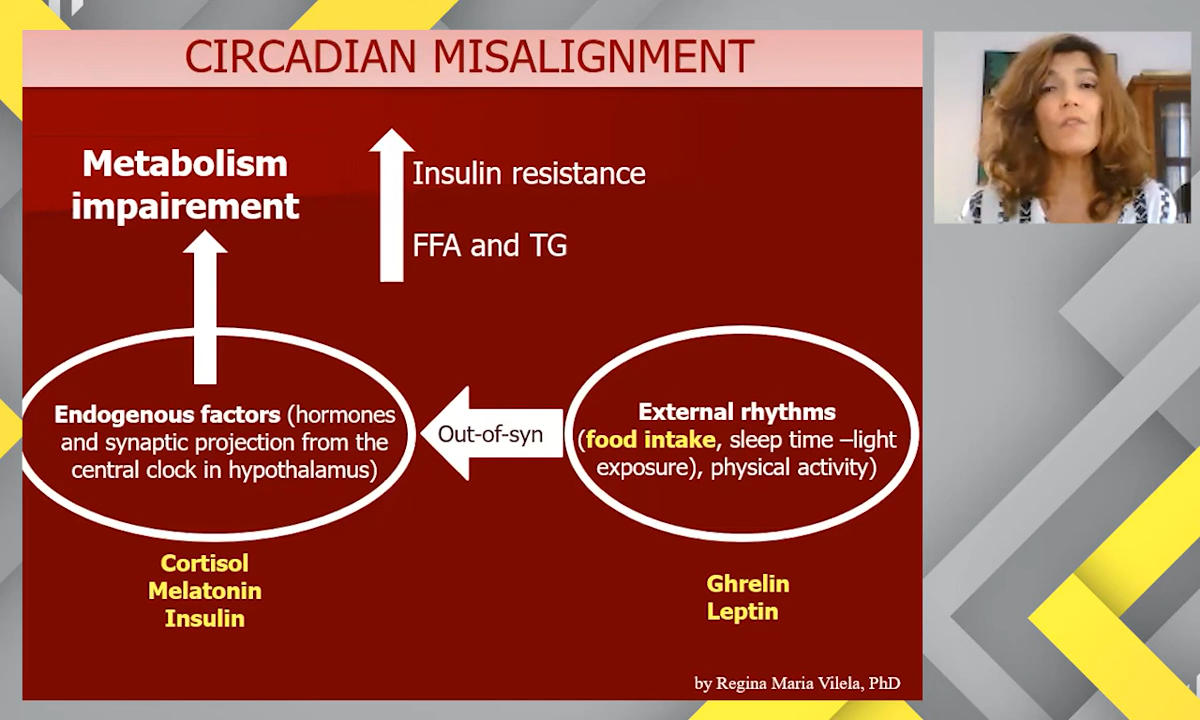 CIRCADIAN MISALIGNMENT
Metabolism
impairement
Insulin resistance
FFA and TG
Endogenous factors (hormones
and synaptic projection from the
central clock in hypothalamus)
Out-of-syn
External rhythms
(food intake, sleep time –light
exposure), physical activity)
Cortisol
Melatonin
Insulin
Ghrelin
Leptin
by Regina Maria Vilela, PhD